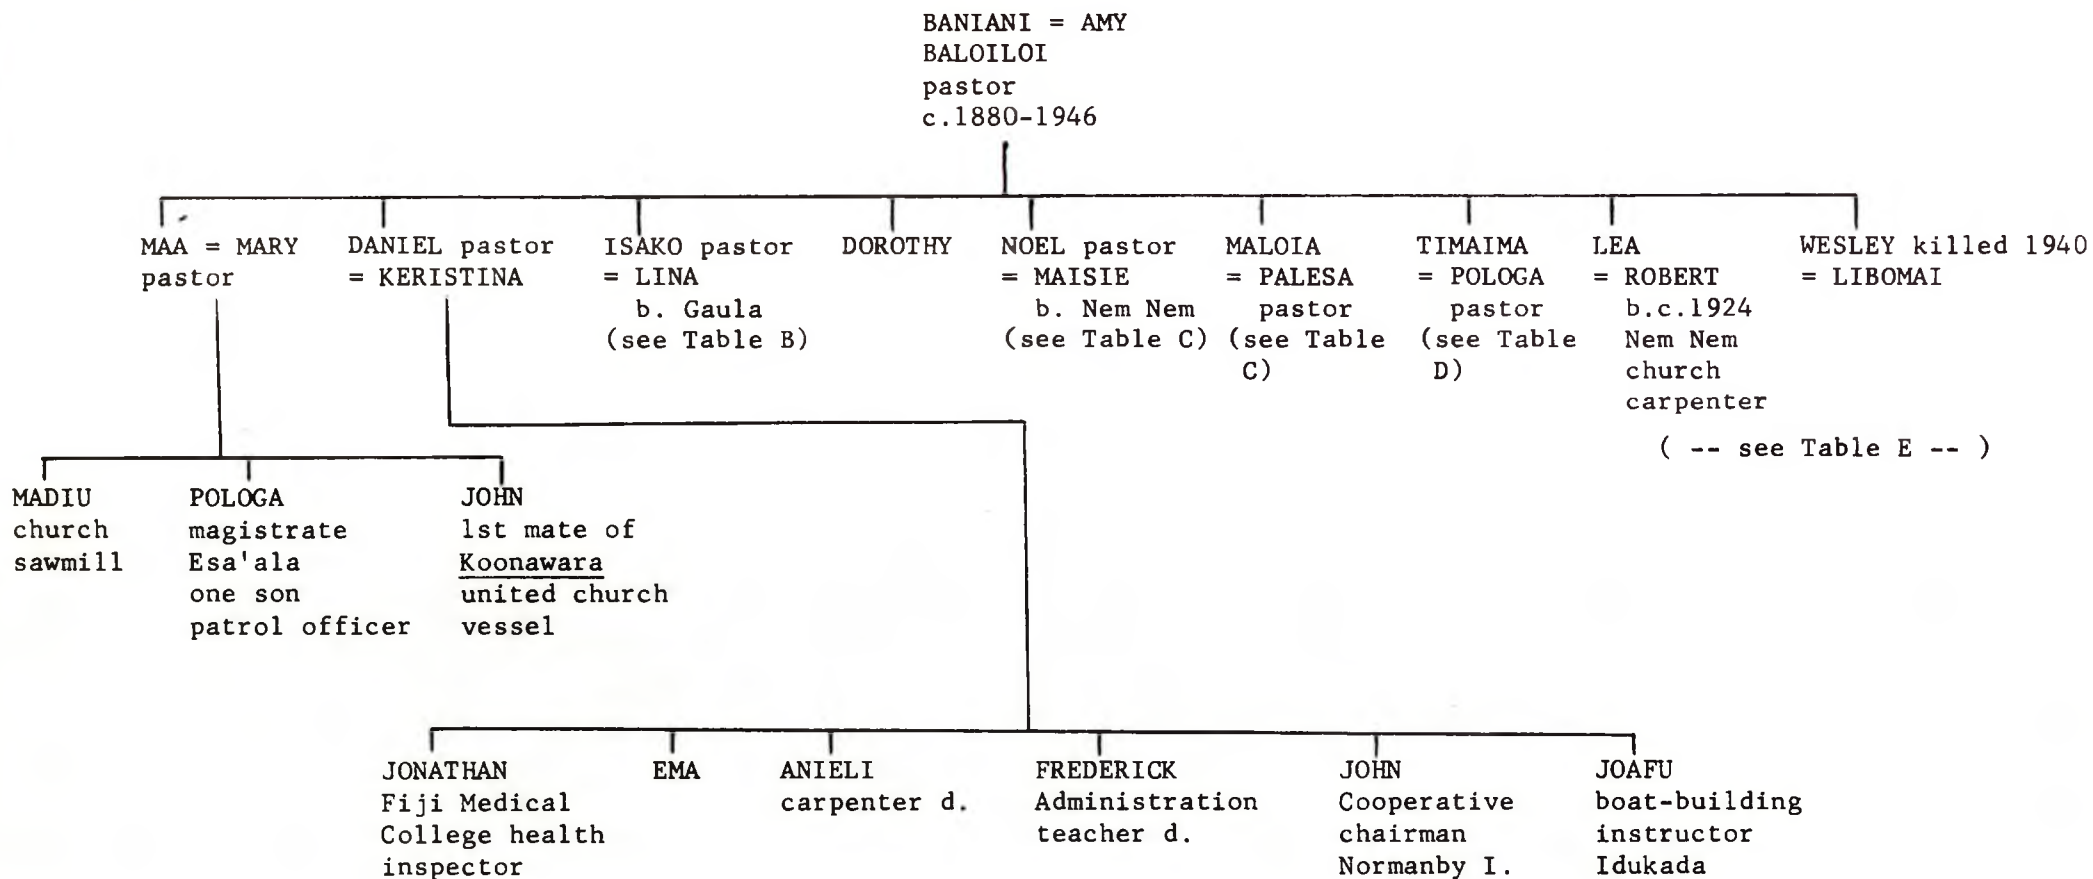 BANIANI = AMY
BALOILOI
pastor
c.1880-1946
MAA = MARY
pastor
DANIEL pastor
= KERISTINA
ISAKO pastor
= LINA
b. Gaula
(see Table B)
DOROTHY
NOEL pastor
= MAISIE
b. Nem Nem
(see Table C)
MALOIA
= PALESA
pastor
(see Table
C)
TIMAIMA
= POLOGA
pastor
(see Table
D)
LEA
= ROBERT
b.c.1924
Nem Nem
church
carpenter
WESLEY killed 1940
= LIBOMAI
( -- see Table E -- )
MADIU
church
sawmill
POLOGA
magistrate
Esa'ala
one son
patrol officer
JOHN
1st mate of
Koonawara
united church
vessel
JONATHAN
Fiji Medical
College health
inspector
EMA
ANIELI
carpenter d.
FREDERICK
Administration
teacher d.
JOHN
Cooperative
chairman
Normanby I.
JOAFU
boat-building
instructor
Idukada